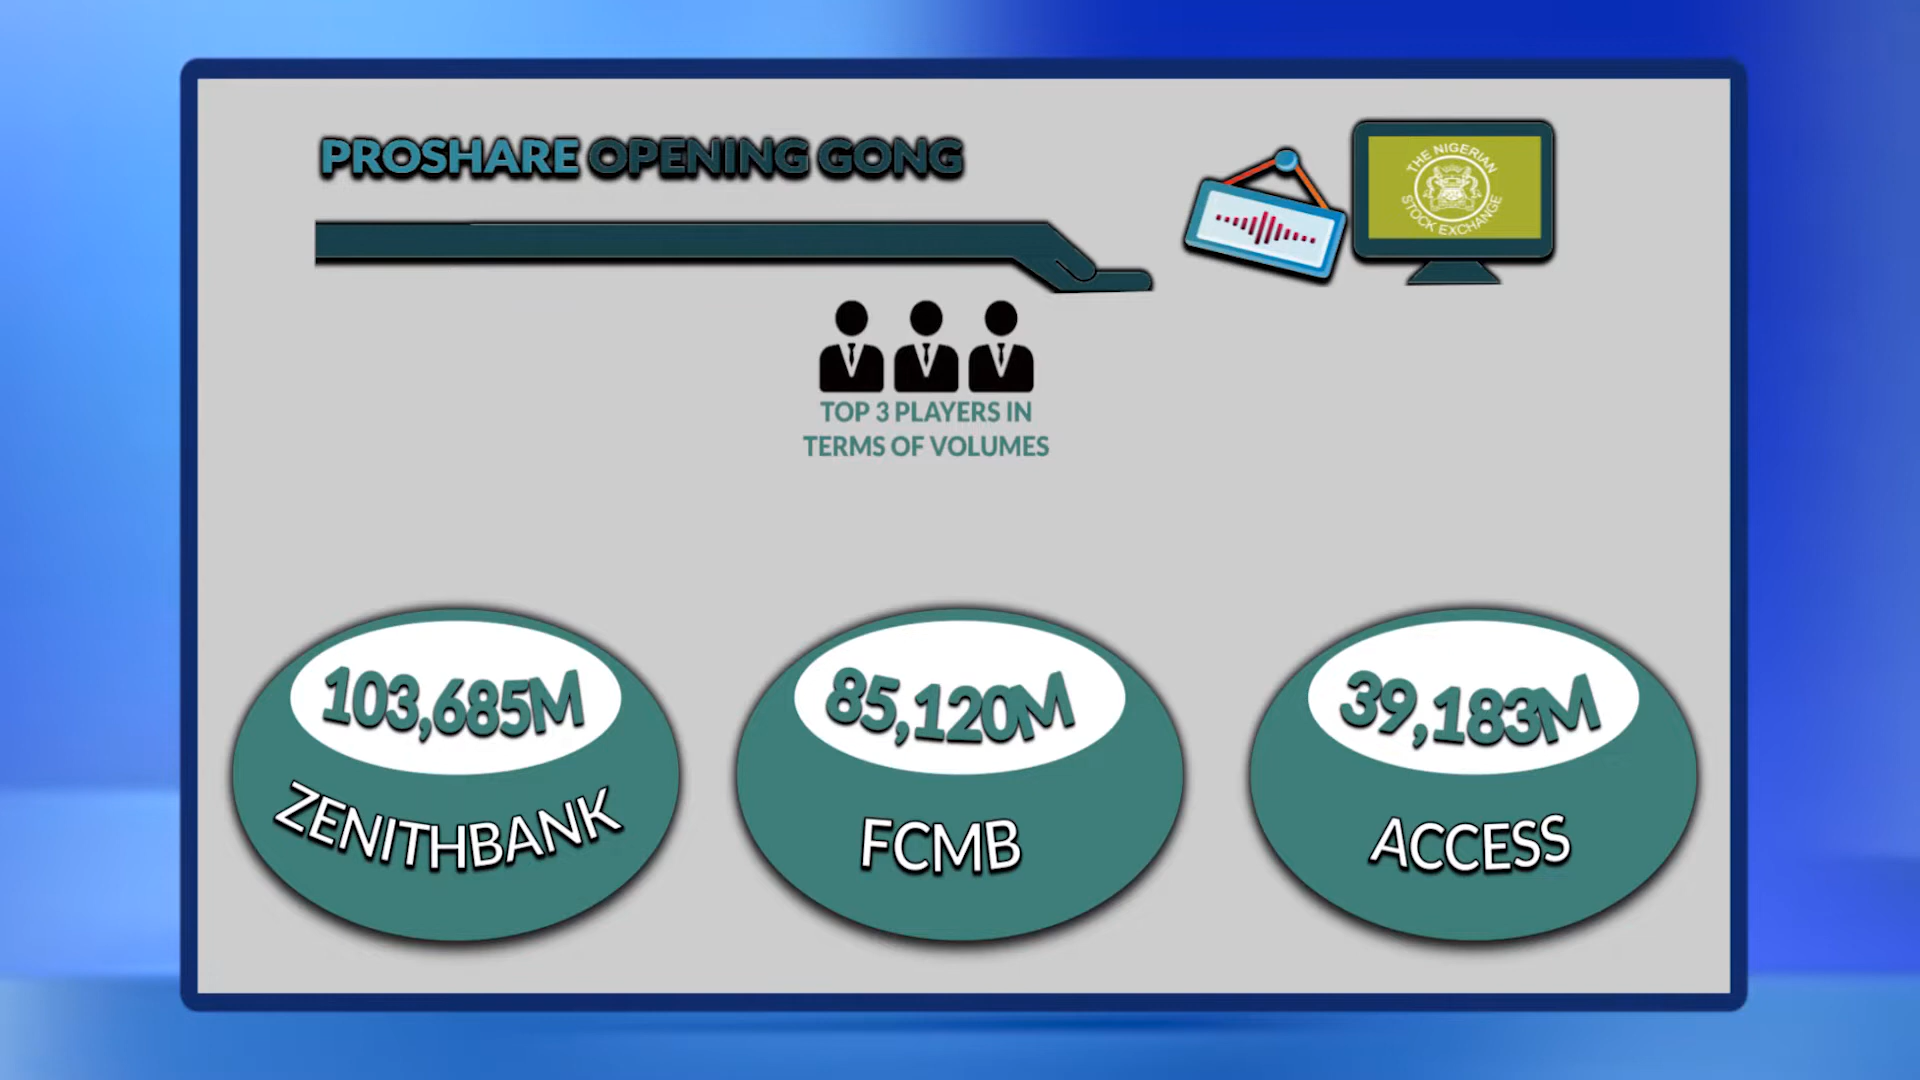 PROSHARE OPENING GONG
THE NIGERIAN
STOCK EXCHANGE
TOP 3 PLAYERS IN
TERMS OF VOLUMES
103,685M
ZENITHBANK
85,120M
FCMB
39,183M
ACCESS